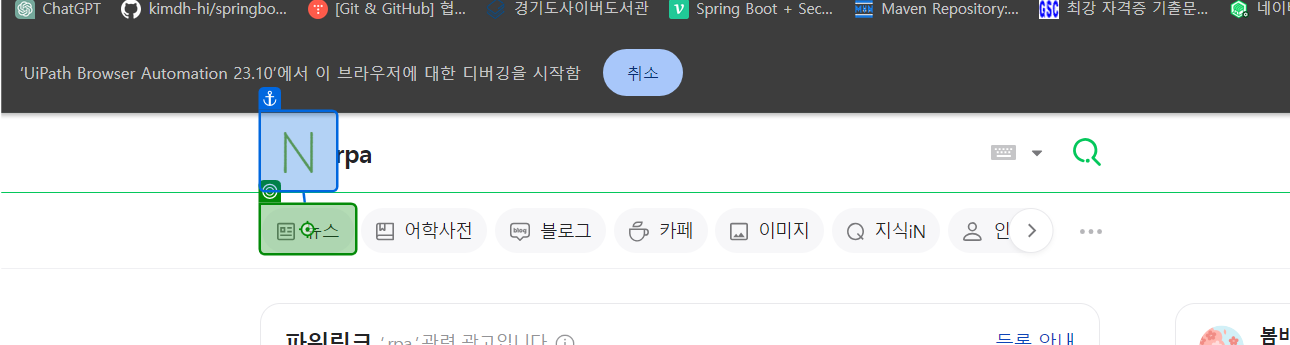 ChatGPT kimdh-hi/springbo... [Git & GitHub] 협... 경기도사이버도서관 Spring Boot + Sec... Maven Repository:... 최강 자격증 기출문... 네이버
'UiPath Browser Automation 23.10'에서 이 브라우저에 대한 디버깅을 시작함 취소
N rpa
뉴스 어학사전 블로그 카페 이미지 지식iN 인
파워링크 'rpa' 관련 광고입니다 등록 안내